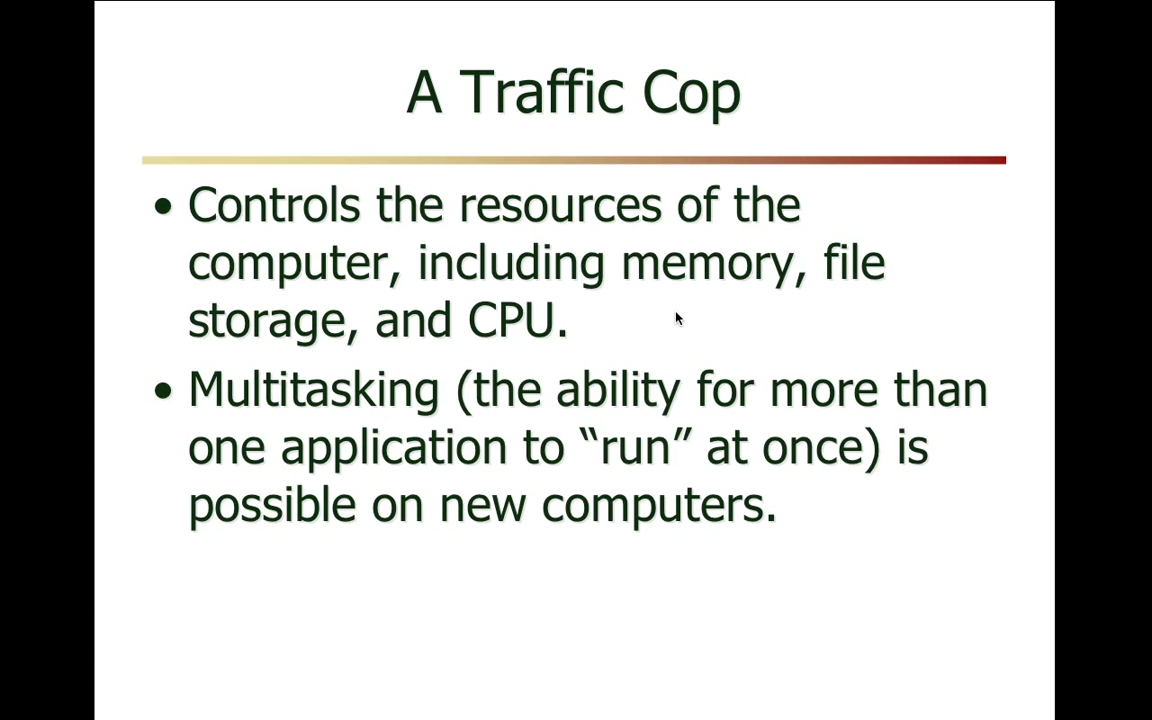 A Traffic Cop
• Controls the resources of the
computer, including memory, file
storage, and CPU.
• Multitasking (the ability for more than
one application to “run” at once) is
possible on new computers.